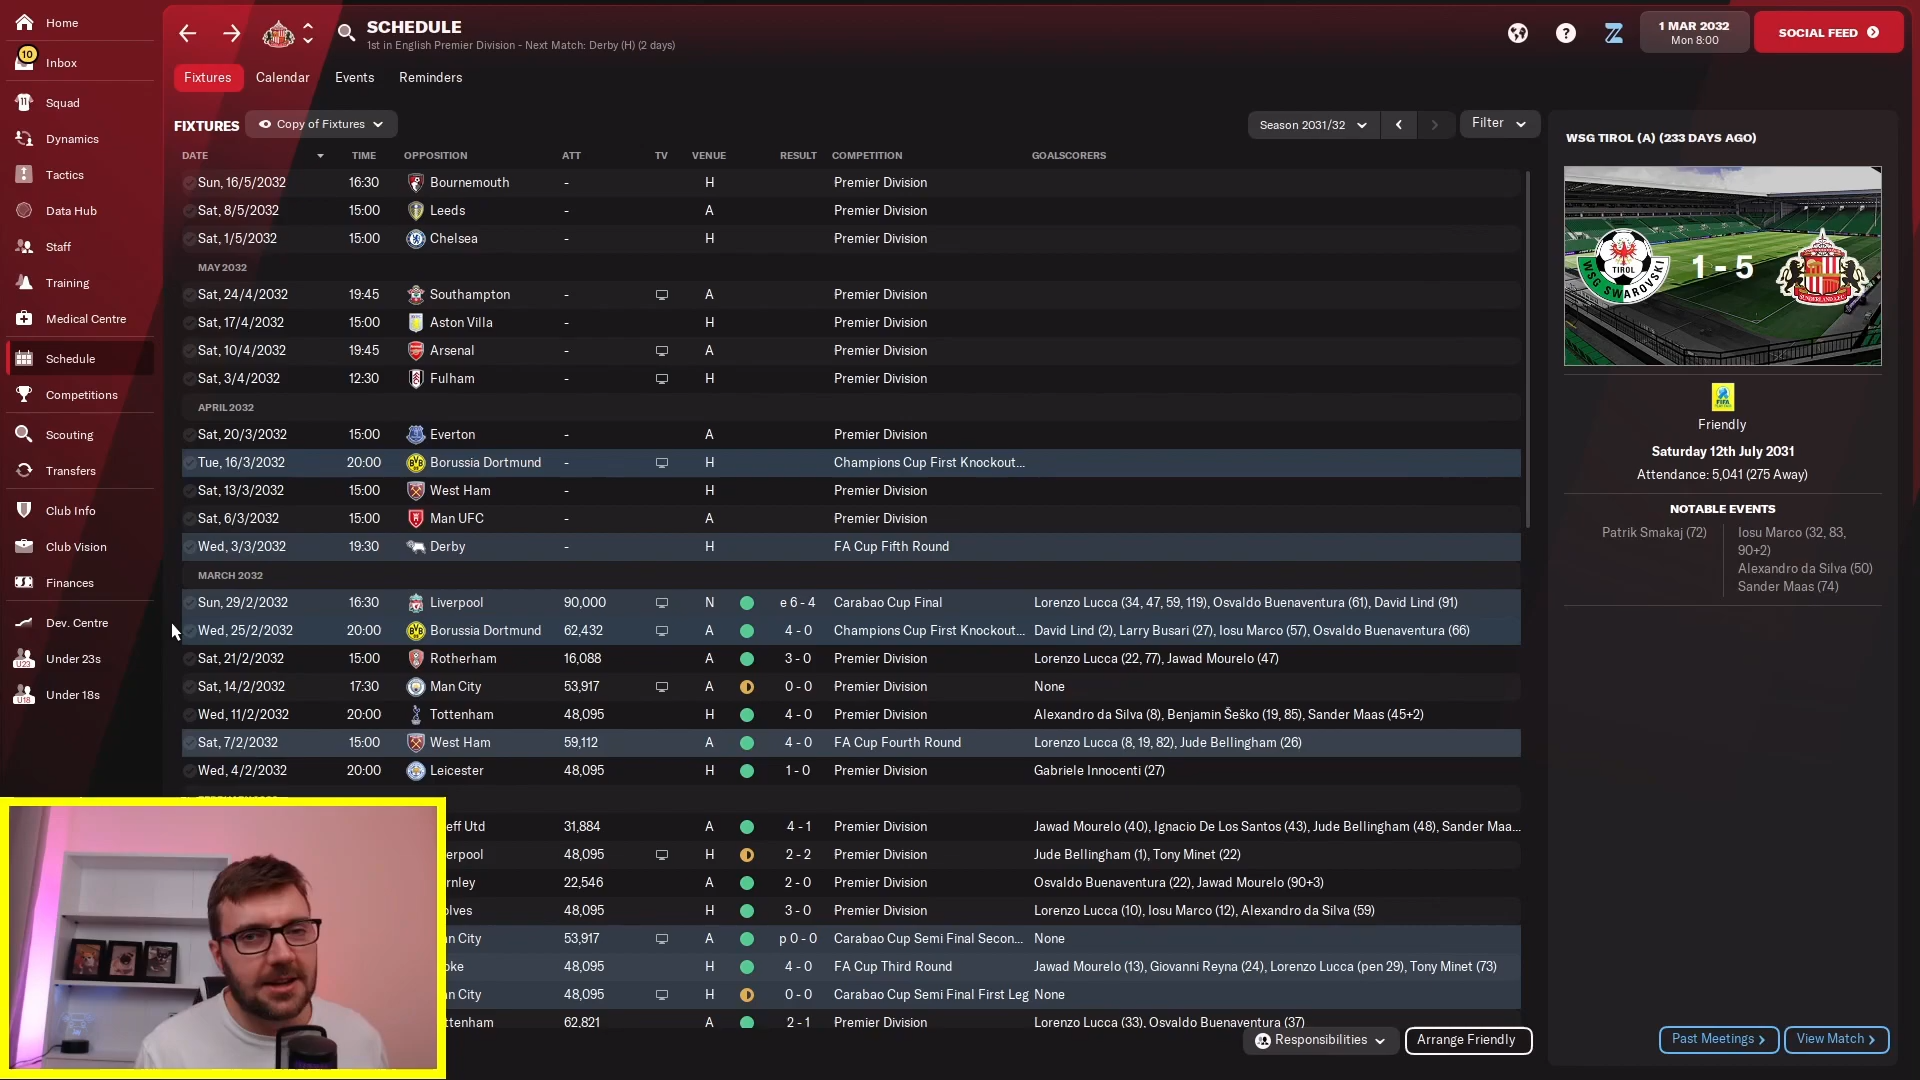 Home
10
Inbox
Squad
Dynamics
Tactics
Data Hub
Staff
Training
Medical Centre
Schedule
Competitions
Scouting
Transfers
Club Info
Club Vision
Finances
Dev. Centre
U23
Under 23s
U18
Under 18s
SCHEDULE
1st in English Premier Division - Next Match: Derby (H) (2 days)
?
1 MAR 2032
Mon 8:00
SOCIAL FEED
Fixtures Calendar Events Reminders
FIXTURES Copy of Fixtures Season 2031/32 Filter
DATE TIME OPPOSITION ATT TV VENUE RESULT COMPETITION GOALSCORERS
Sun, 16/5/2032 16:30 Bournemouth - H Premier Division
Sat, 8/5/2032 15:00 Leeds - A Premier Division
Sat, 1/5/2032 15:00 Chelsea - H Premier Division
MAY 2032
Sat, 24/4/2032 19:45 Southampton - A Premier Division
Sat, 17/4/2032 15:00 Aston Villa - H Premier Division
Sat, 10/4/2032 19:45 Arsenal - A Premier Division
Sat, 3/4/2032 12:30 Fulham - H Premier Division
APRIL 2032
Sat, 20/3/2032 15:00 Everton - A Premier Division
Tue, 16/3/2032 20:00 Borussia Dortmund - H Champions Cup First Knockout...
Sat, 13/3/2032 15:00 West Ham - H Premier Division
Sat, 6/3/2032 15:00 Man UFC - A Premier Division
Wed, 3/3/2032 19:30 Derby - H FA Cup Fifth Round
MARCH 2032
Sun, 29/2/2032 16:30 Liverpool 90,000 N e 6 - 4 Carabao Cup Final Lorenzo Lucca (34, 47, 59, 119), Osvaldo Buenaventura (61), David Lind (91)
Wed, 25/2/2032 20:00 Borussia Dortmund 62,432 A 4 - 0 Champions Cup First Knockout... David Lind (2), Larry Busari (27), Iosu Marco (57), Osvaldo Buenaventura (66)
Sat, 21/2/2032 15:00 Rotherham 16,088 A 3 - 0 Premier Division Lorenzo Lucca (22, 77), Jawad Mourelo (47)
Sat, 14/2/2032 17:30 Man City 53,917 A 0 - 0 Premier Division None
Wed, 11/2/2032 20:00 Tottenham 48,095 H 4 - 0 Premier Division Alexandro da Silva (8), Benjamin Šeško (19, 85), Sander Maas (45+2)
Sat, 7/2/2032 15:00 West Ham 59,112 A 4 - 0 FA Cup Fourth Round Lorenzo Lucca (8, 19, 82), Jude Bellingham (26)
Wed, 4/2/2032 20:00 Leicester 48,095 H 1 - 0 Premier Division Gabriele Innocenti (27)
eff Utd 31,884 A 4 - 1 Premier Division Jawad Mourelo (40), Ignacio De Los Santos (43), Jude Bellingham (48), Sander Maa...
erpool 48,095 H 2 - 2 Premier Division Jude Bellingham (1), Tony Minet (22)
rnley 22,546 A 2 - 0 Premier Division Osvaldo Buenaventura (22), Jawad Mourelo (90+3)
olves 48,095 H 3 - 0 Premier Division Lorenzo Lucca (10), Iosu Marco (12), Alexandro da Silva (59)
n City 53,917 A p 0 - 0 Carabao Cup Semi Final Secon... None
oke 48,095 H 4 - 0 FA Cup Third Round Jawad Mourelo (13), Giovanni Reyna (24), Lorenzo Lucca (pen 29), Tony Minet (73)
n City 48,095 H 0 - 0 Carabao Cup Semi Final First Leg None
ttenham 62,821 A 2 - 1 Premier Division Lorenzo Lucca (33), Osvaldo Buenaventura (37)
Responsibilities Arrange Friendly
WSG TIROL (A) (233 DAYS AGO)
TIROL
WSG SWAROVSKI
1 - 5
SUNDERLAND A.F.C.
FIFA
Friendly
Saturday 12th July 2031
Attendance: 5,041 (275 Away)
NOTABLE EVENTS
Patrik Smakaj (72)
Iosu Marco (32, 83,
90+2)
Alexandro da Silva (50)
Sander Maas (74)
Past Meetings View Match